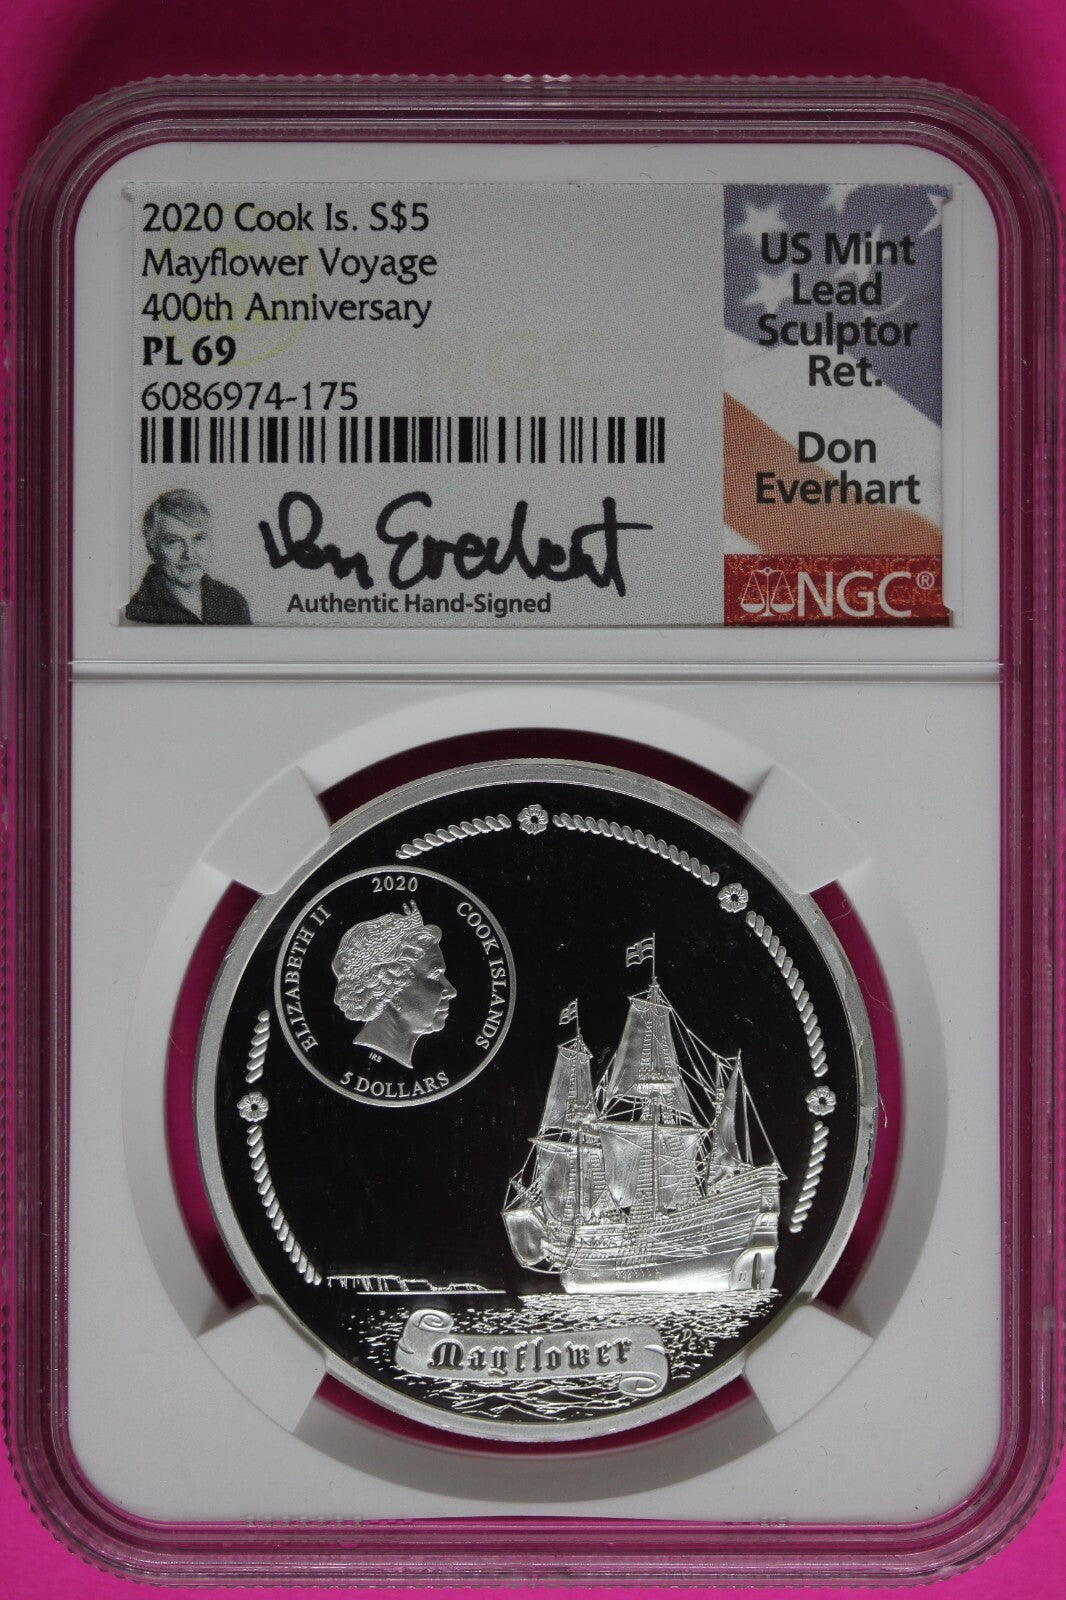 2020 Cook Is. S$5
Mayflower Voyage
400th Anniversary
PL 69
6086974-175
Don Everhart
Authentic Hand-Signed
US Mint
Lead
Sculptor
Ret.
Don
Everhart
NGC®
NGC
2020
ELIZABETH II
COOK ISLANDS
IRB
5 DOLLARS
Mayflower